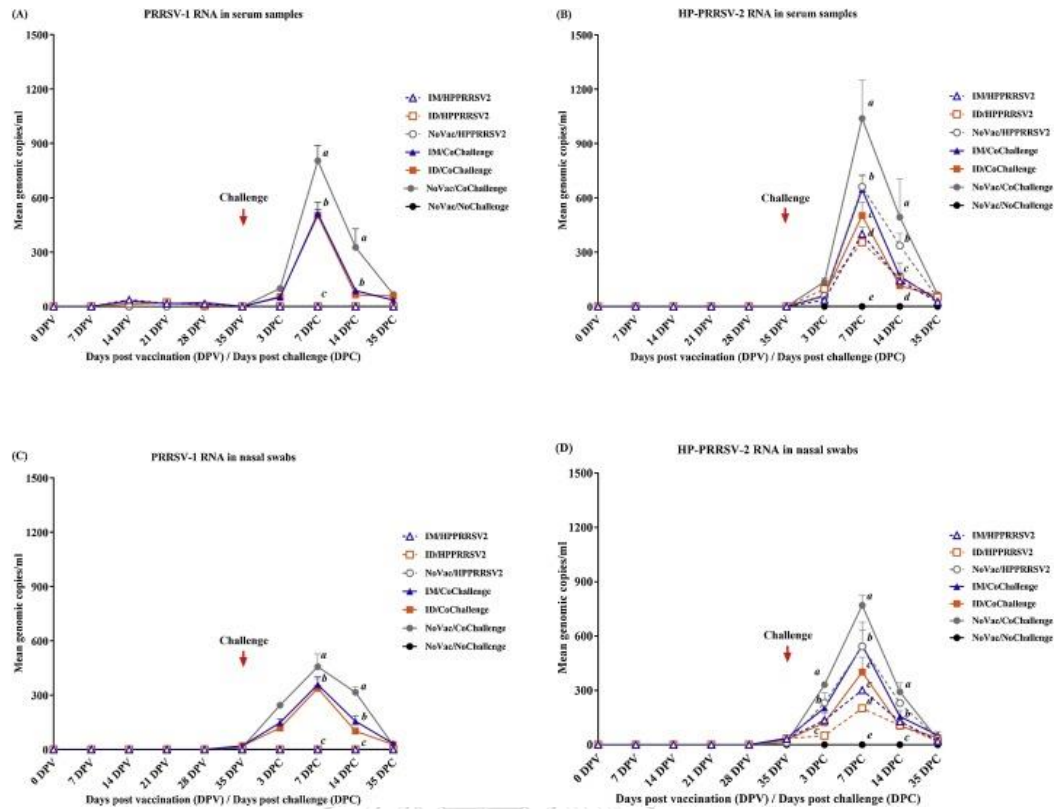 (A)
PRRSV-1 RNA in serum samples
Mean genomic copies/ml
1500
1200
900
600
300
0
Challenge
a
b
c
a
b
IM/HPPRRSV2
ID/HPPRRSV2
NoVac/HPPRRSV2
IM/CoChallenge
ID/CoChallenge
NoVac/CoChallenge
NoVac/NoChallenge
0 DPV
7 DPV
14 DPV
21 DPV
28 DPV
35 DPV
3 DPC
7 DPC
14 DPC
35 DPC
Days post vaccination (DPV) / Days post challenge (DPC)
(B)
HP-PRRSV-2 RNA in serum samples
Mean genomic copies/ml
1500
1200
900
600
300
0
Challenge
a
b
c
d
e
a
b
c
d
IM/HPPRRSV2
ID/HPPRRSV2
NoVac/HPPRRSV2
IM/CoChallenge
ID/CoChallenge
NoVac/CoChallenge
NoVac/NoChallenge
0 DPV
7 DPV
14 DPV
21 DPV
28 DPV
35 DPV
3 DPC
7 DPC
14 DPC
35 DPC
Days post vaccination (DPV) / Days post challenge (DPC)
(C)
PRRSV-1 RNA in nasal swabs
Mean genomic copies/ml
1500
1200
900
600
300
0
Challenge
a
b
c
a
b
c
IM/HPPRRSV2
ID/HPPRRSV2
NoVac/HPPRRSV2
IM/CoChallenge
ID/CoChallenge
NoVac/CoChallenge
NoVac/NoChallenge
0 DPV
7 DPV
14 DPV
21 DPV
28 DPV
35 DPV
3 DPC
7 DPC
14 DPC
35 DPC
Days post vaccination (DPV) / Days post challenge (DPC)
(D)
HP-PRRSV-2 RNA in nasal swabs
Mean genomic copies/ml
1500
1200
900
600
300
0
Challenge
a
b
c
a
b
c
c
d
e
a
b
c
IM/HPPRRSV2
ID/HPPRRSV2
NoVac/HPPRRSV2
IM/CoChallenge
ID/CoChallenge
NoVac/CoChallenge
NoVac/NoChallenge
0 DPV
7 DPV
14 DPV
21 DPV
28 DPV
35 DPV
3 DPC
7 DPC
14 DPC
35 DPC
Days post vaccination (DPV) / Days post challenge (DPC)